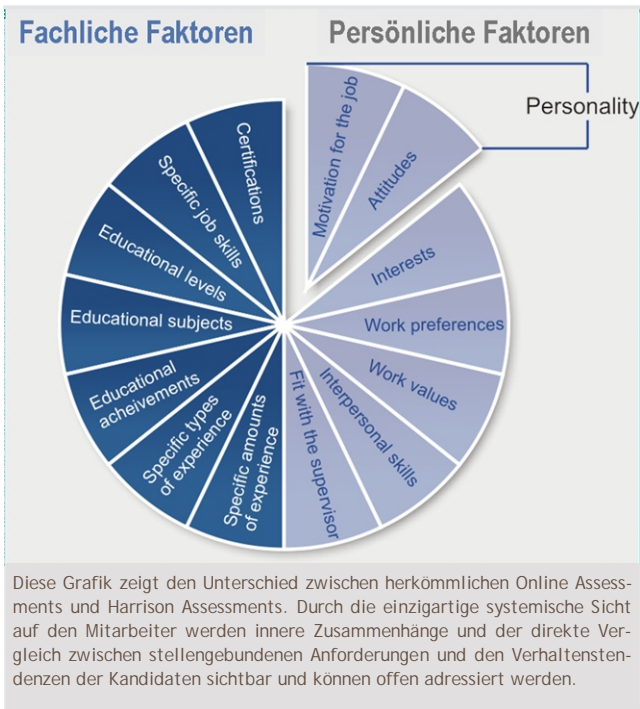 Fachliche Faktoren
Persönliche Faktoren
Personality
Motivation for the job
Attitudes
Interests
Work preferences
Work values
Interpersonal skills
Fit with the supervisor
Specific amounts
of experience
Specific types
of experience
Educational
acheivements
Educational subjects
Educational levels
Specific job skills
Certifications
Diese Grafik zeigt den Unterschied zwischen herkömmlichen Online Assess-
ments und Harrison Assessments. Durch die einzigartige systemische Sicht
auf den Mitarbeiter werden innere Zusammenhänge und der direkte Ver-
gleich zwischen stellengebundenen Anforderungen und den Verhaltensten-
denzen der Kandidaten sichtbar und können offen adressiert werden.